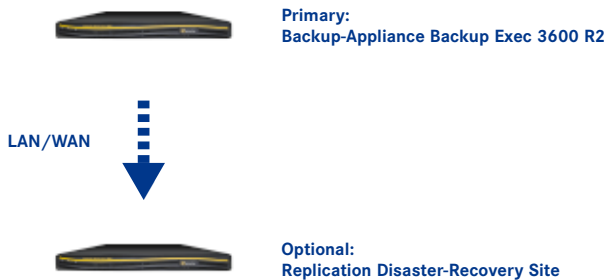 Primary:
Backup-Appliance Backup Exec 3600 R2
LAN/WAN
Optional:
Replication Disaster-Recovery Site